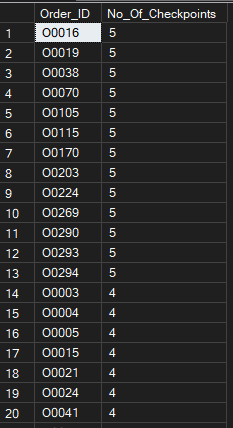 Order_ID No_Of_Checkpoints
1 O0016 5
2 O0019 5
3 O0038 5
4 O0070 5
5 O0105 5
6 O0115 5
7 O0170 5
8 O0203 5
9 O0224 5
10 O0269 5
11 O0290 5
12 O0293 5
13 O0294 5
14 O0003 4
15 O0004 4
16 O0005 4
17 O0015 4
18 O0021 4
19 O0024 4
20 O0041 4